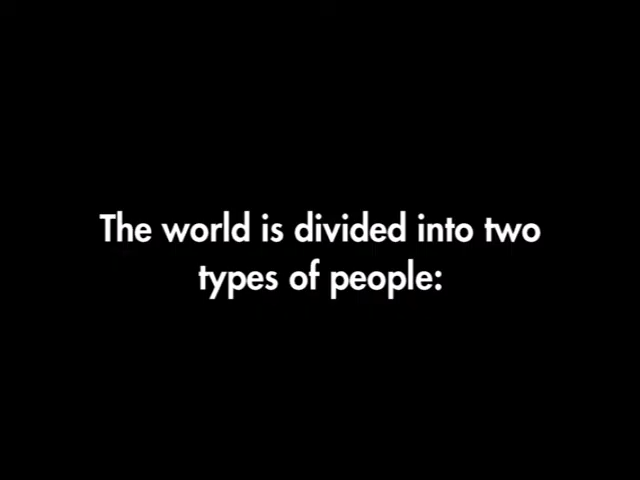 The world is divided into two
types of people: